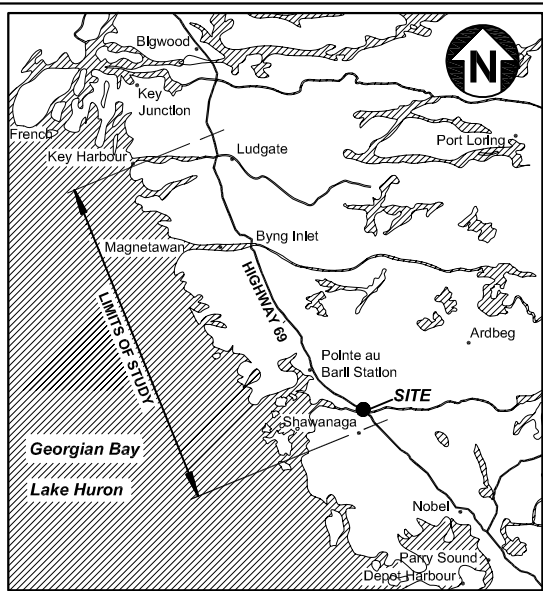 Bigwood
N
Key
Junction
French
Port Loring
Key Harbour
Ludgate
Magnetawan
Byng Inlet
HIGHWAY 69
LIMITS OF STUDY
Ardbeg
Pointe au
Baril Station
SITE
Shawanaga
Georgian Bay
Lake Huron
Nobel
Parry Sound
Depot Harbour